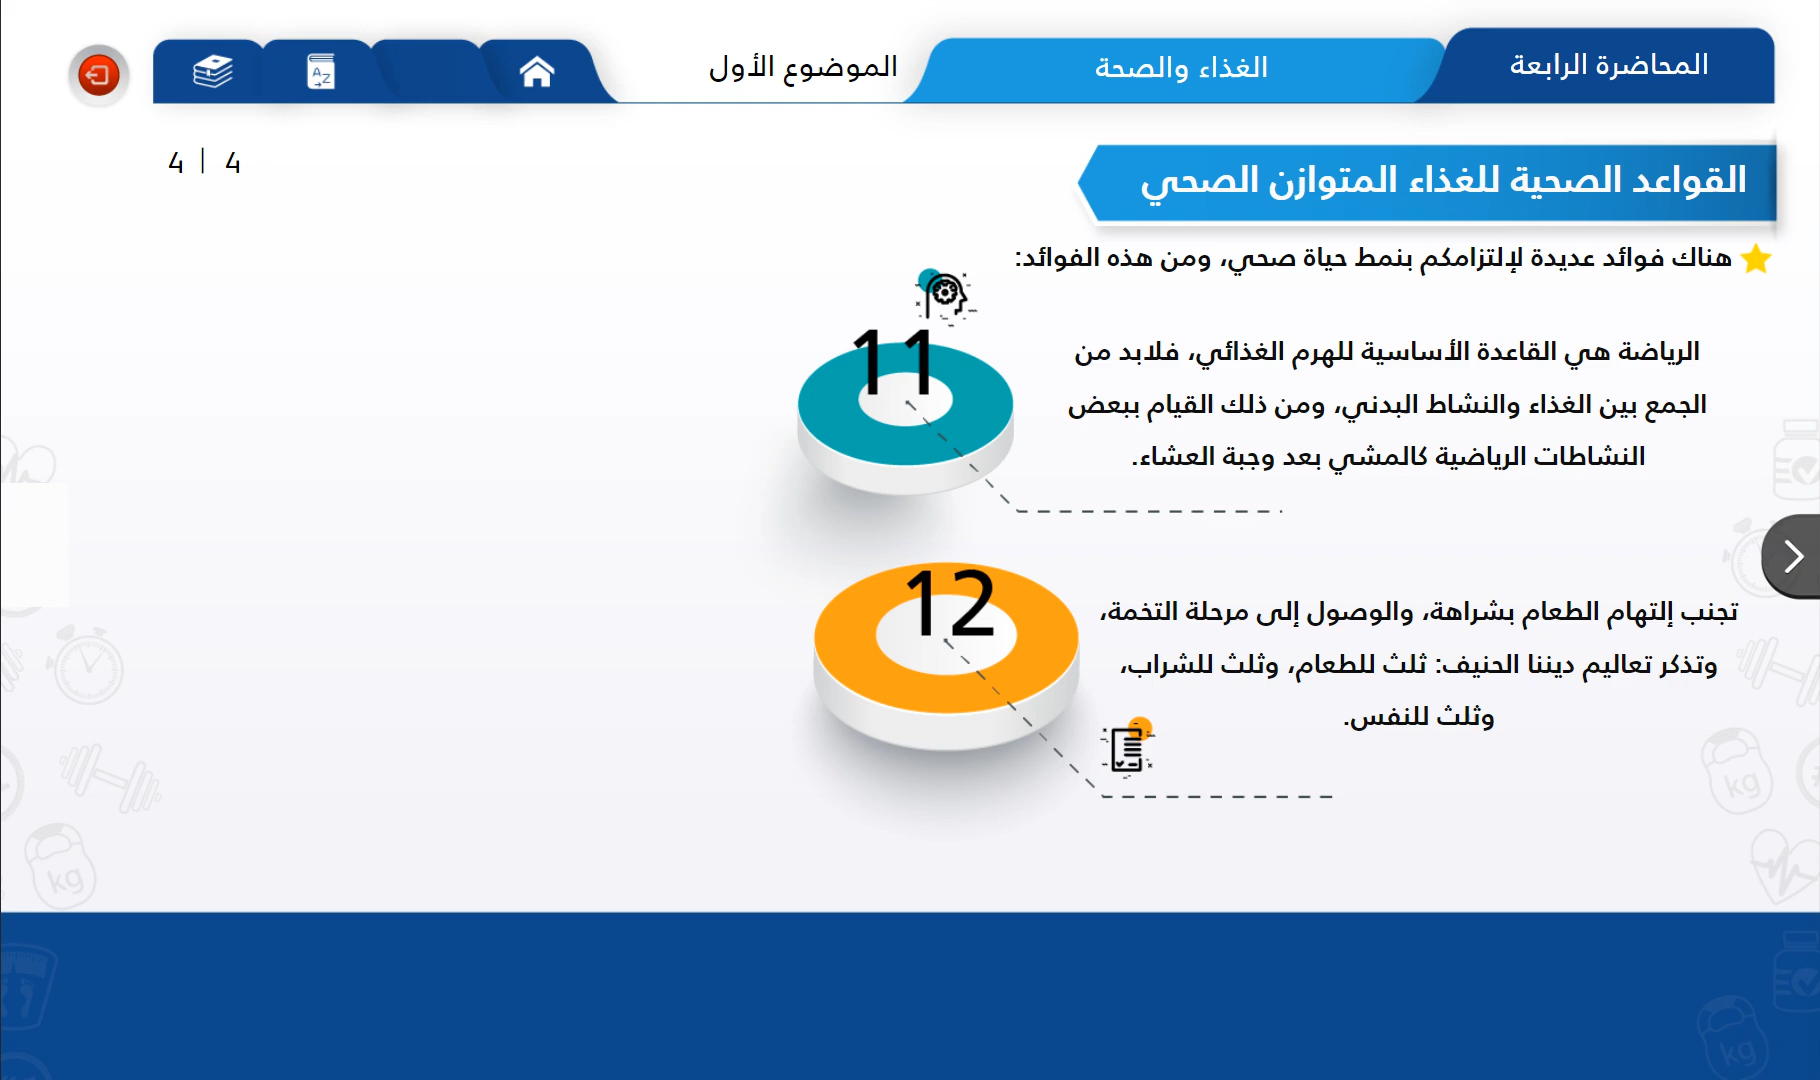 المحاضرة الرابعة
الغذاء والصحة
الموضوع الأول
4 | 4
القواعد الصحية للغذاء المتوازن الصحي
هناك فوائد عديدة لإلتزامكم بنمط حياة صحي، ومن هذه الفوائد:
11
الرياضة هي القاعدة الأساسية للهرم الغذائي، فلابد من
الجمع بين الغذاء والنشاط البدني، ومن ذلك القيام ببعض
النشاطات الرياضية كالمشي بعد وجبة العشاء.
12
تجنب إلتهام الطعام بشراهة، والوصول إلى مرحلة التخمة،
وتذكر تعاليم ديننا الحنيف: ثلث للطعام، وثلث للشراب،
وثلث للنفس.
A Z
kg
kg
kg